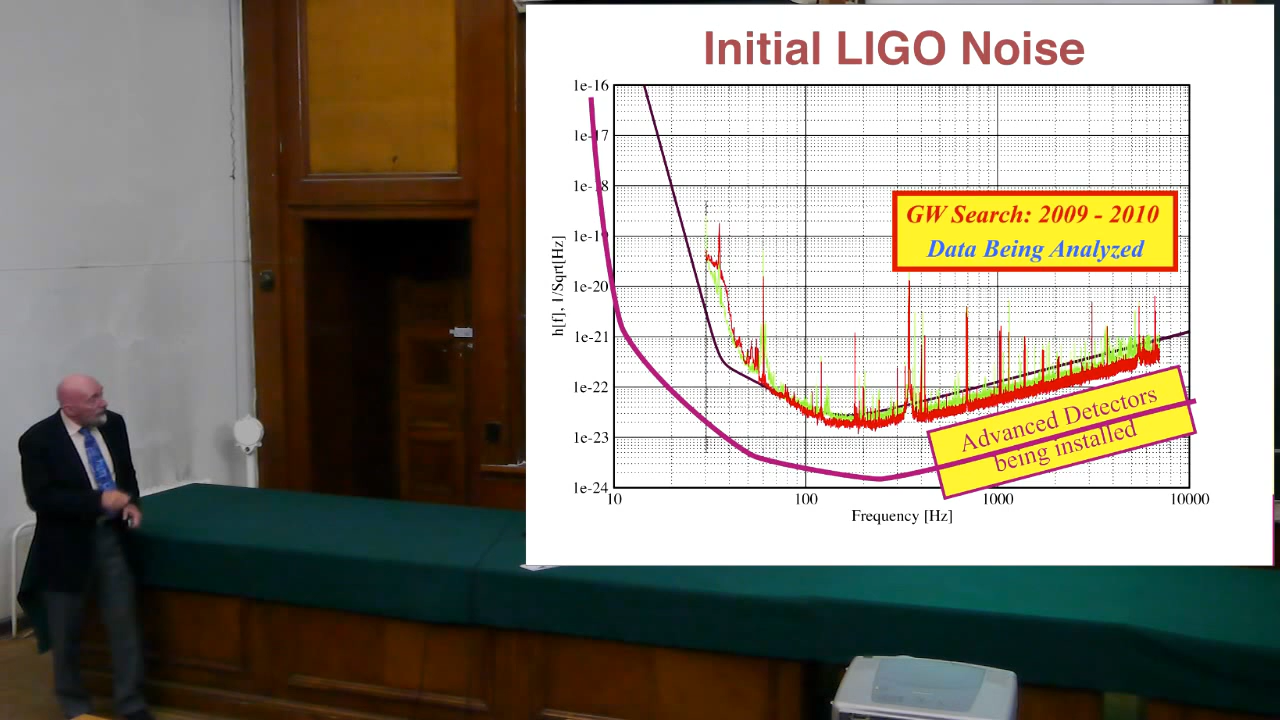 Initial LIGO Noise
1e-16
1e-17
1e-18
1e-19
1e-20
1e-21
1e-22
1e-23
1e-24
h[f], 1/Sqrt[Hz]
GW Search: 2009 - 2010
Data Being Analyzed
Advanced Detectors
being installed
10 100 1000 10000
Frequency [Hz]